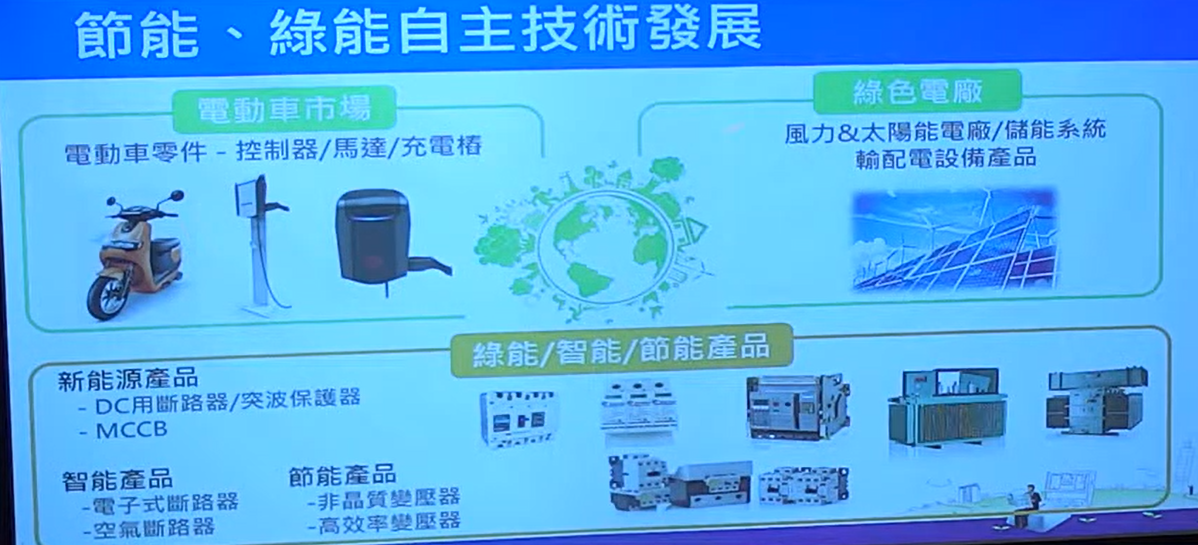 節能、綠能自主技術發展
電動車市場
電動車零件 - 控制器/馬達/充電樁
綠色電廠
風力&太陽能電廠/儲能系統
輸配電設備產品
綠能/智能/節能產品
新能源產品
- DC用斷路器/突波保護器
- MCCB
智能產品
-電子式斷路器
-空氣斷路器
節能產品
-非晶質變壓器
-高效率變壓器